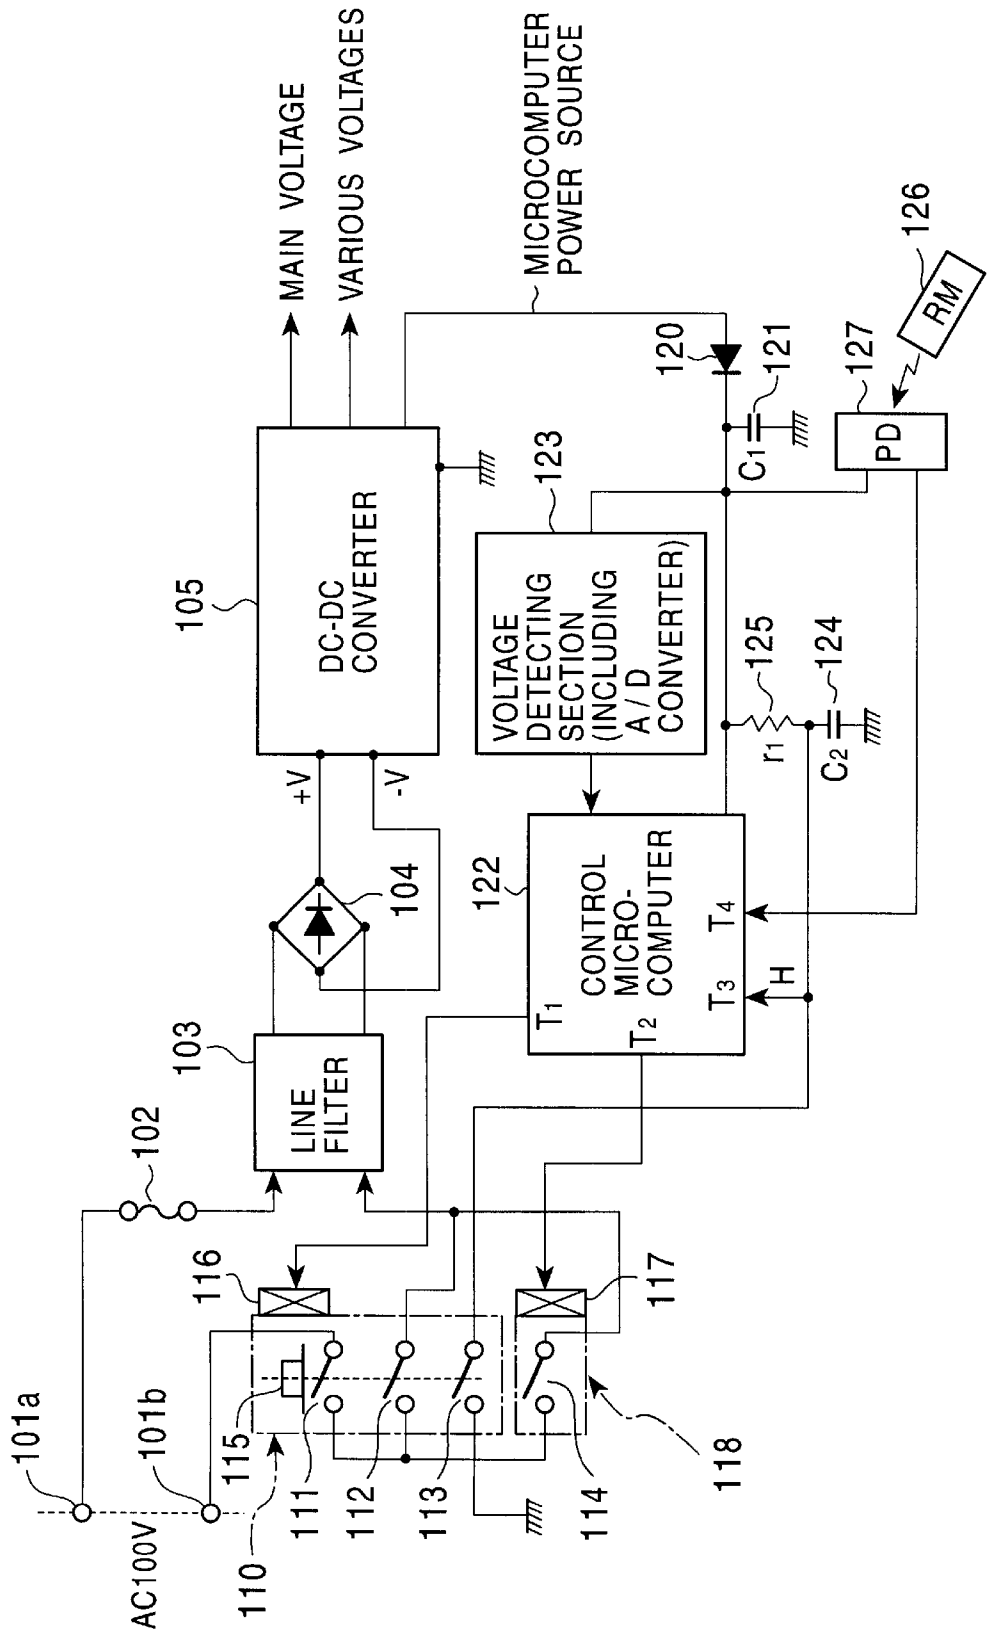 AC100V
101a
101b
102
103
LINE
FILTER
104
+V
-V
105
DC-DC
CONVERTER
MAIN VOLTAGE
VARIOUS VOLTAGES
MICROCOMPUTER
POWER SOURCE
110
115
116
111
112
113
114
117
118
122
T1
T2
CONTROL
MICRO-
COMPUTER
T3
T4
H
123
VOLTAGE
DETECTING
SECTION
(INCLUDING
A/D
CONVERTER)
120
C1
121
r1
125
C2
124
PD
127
RM
126